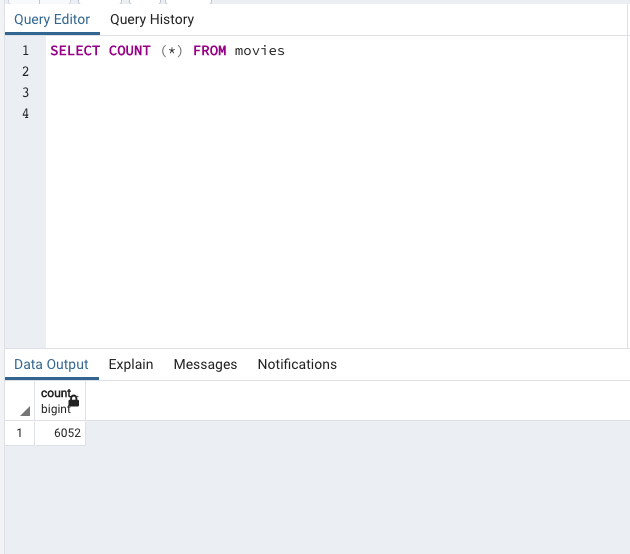 Query Editor Query History
1 SELECT COUNT (*) FROM movies
2
3
4
Data Output Explain Messages Notifications
count
bigint
1 6052